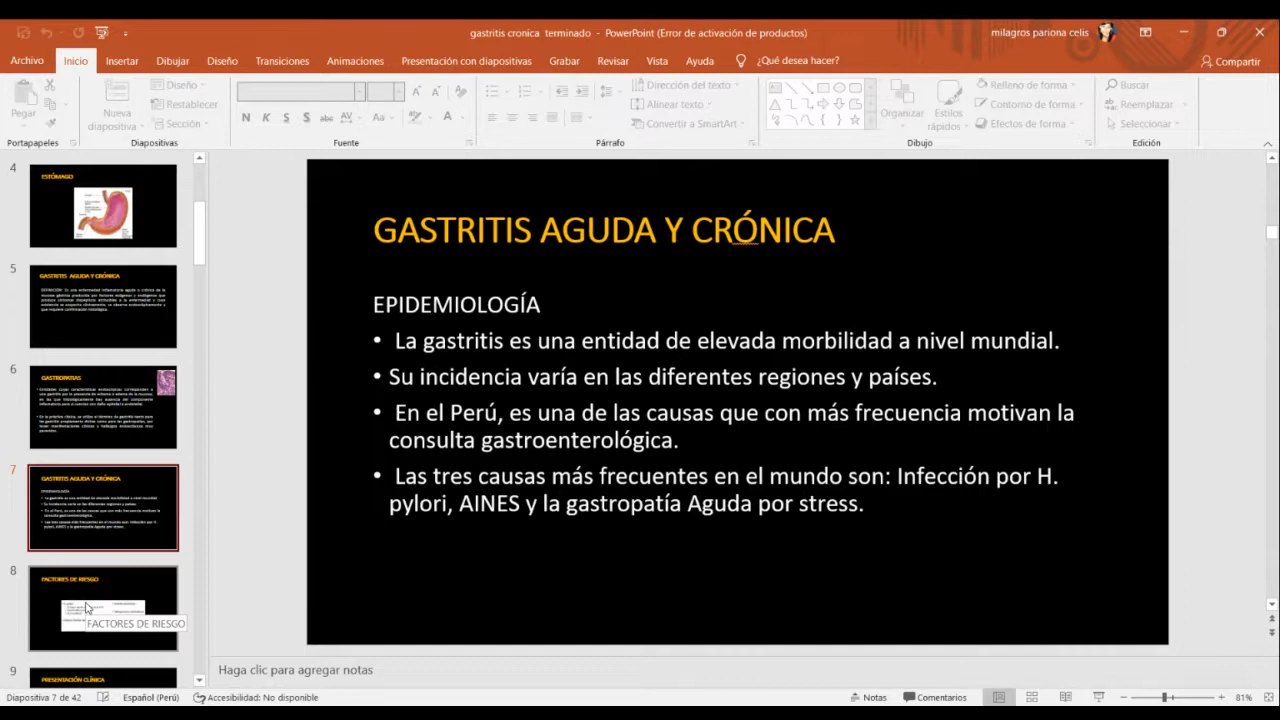 gastritis cronica terminado - PowerPoint (Error de activación de productos)
milagros pariona celis
Archivo Inicio Insertar Dibujar Diseño Transiciones Animaciones Presentación con diapositivas Grabar Revisar Vista Ayuda ¿Qué desea hacer? Compartir
Pegar
Nueva diapositiva
Diseño
Restablecer
Sección
N K S S abc AV Aa A
Dirección del texto
Alinear texto
Convertir a SmartArt
Organizar
Estilos rápidos
Relleno de forma
Contorno de forma
Efectos de forma
Buscar
Reemplazar
Seleccionar
Portapapeles Diapositivas Fuente Párrafo Dibujo Edición
4
ESTÓMAGO
5
GASTRITIS AGUDA Y CRÓNICA
6
GASTROPATIAS
7
GASTRITIS AGUDA Y CRÓNICA
8
FACTORES DE RIESGO
FACTORES DE RIESGO
9
PRESENTACIÓN CLÍNICA
GASTRITIS AGUDA Y CRÓNICA
EPIDEMIOLOGÍA
• La gastritis es una entidad de elevada morbilidad a nivel mundial.
• Su incidencia varía en las diferentes regiones y países.
• En el Perú, es una de las causas que con mas frecuencia motivan la
consulta gastroenterológica.
• Las tres causas más frecuentes en el mundo son: Infección por H.
pylori, AINES y la gastropatía Aguda por stress.
Haga clic para agregar notas
Diapositiva 7 de 42 Español (Perú) Accesibilidad: No disponible Notas Comentarios 81%